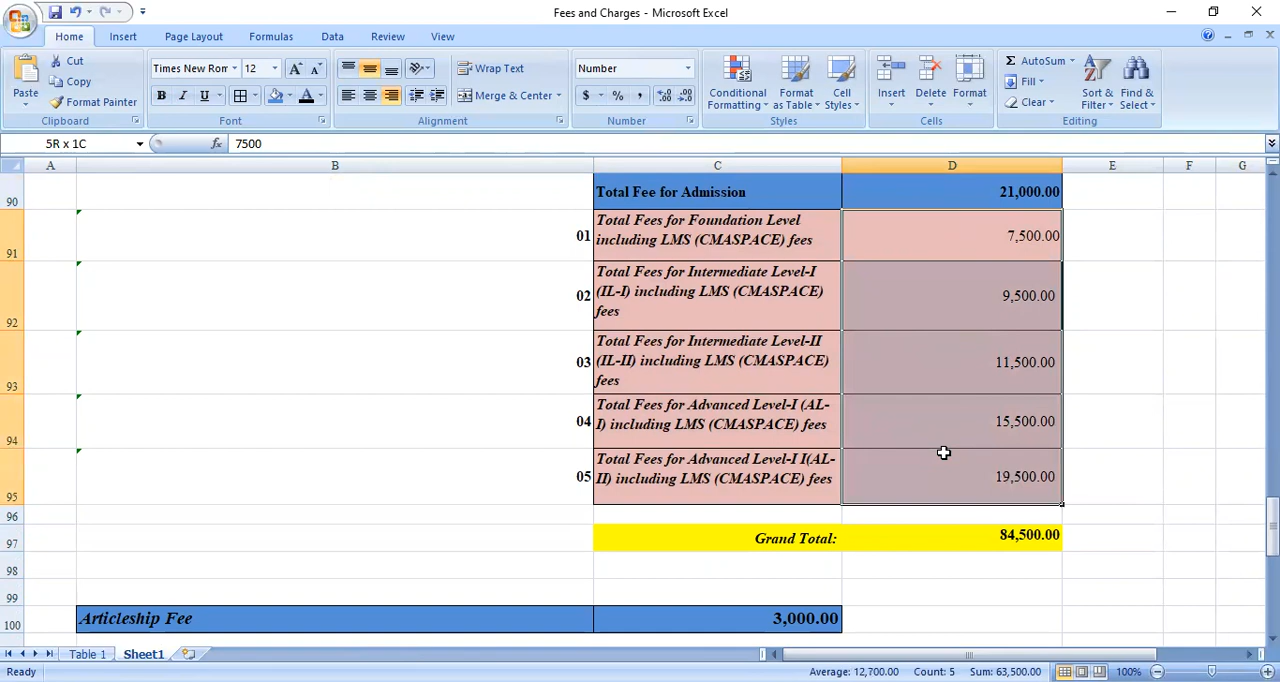 Fees and Charges - Microsoft Excel
Home Insert Page Layout Formulas Data Review View
Paste
Cut
Copy
Format Painter
Clipboard
Times New Rom 12
B I U
Font
Wrap Text
Merge & Center
Alignment
Number
$ % ,
Number
Conditional Formatting
Format as Table
Cell Styles
Styles
Insert
Delete
Format
Cells
AutoSum
Fill
Clear
Sort & Filter
Find & Select
Editing
5R x 1C
fx 7500
A B C D E F G
90 Total Fee for Admission 21,000.00
91 01 Total Fees for Foundation Level
including LMS (CMASPACE) fees 7,500.00
92 02 Total Fees for Intermediate Level-I
(IL-I) including LMS (CMASPACE)
fees 9,500.00
93 03 Total Fees for Intermediate Level-II
(IL-II) including LMS (CMASPACE)
fees 11,500.00
94 04 Total Fees for Advanced Level-I (AL-
I) including LMS (CMASPACE) fees 15,500.00
95 05 Total Fees for Advanced Level-I I(AL-
II) including LMS (CMASPACE) fees 19,500.00
96
97 Grand Total: 84,500.00
98
99
100 Articleship Fee 3,000.00
Table 1 Sheet1
Ready Average: 12,700.00 Count: 5 Sum: 63,500.00 100%